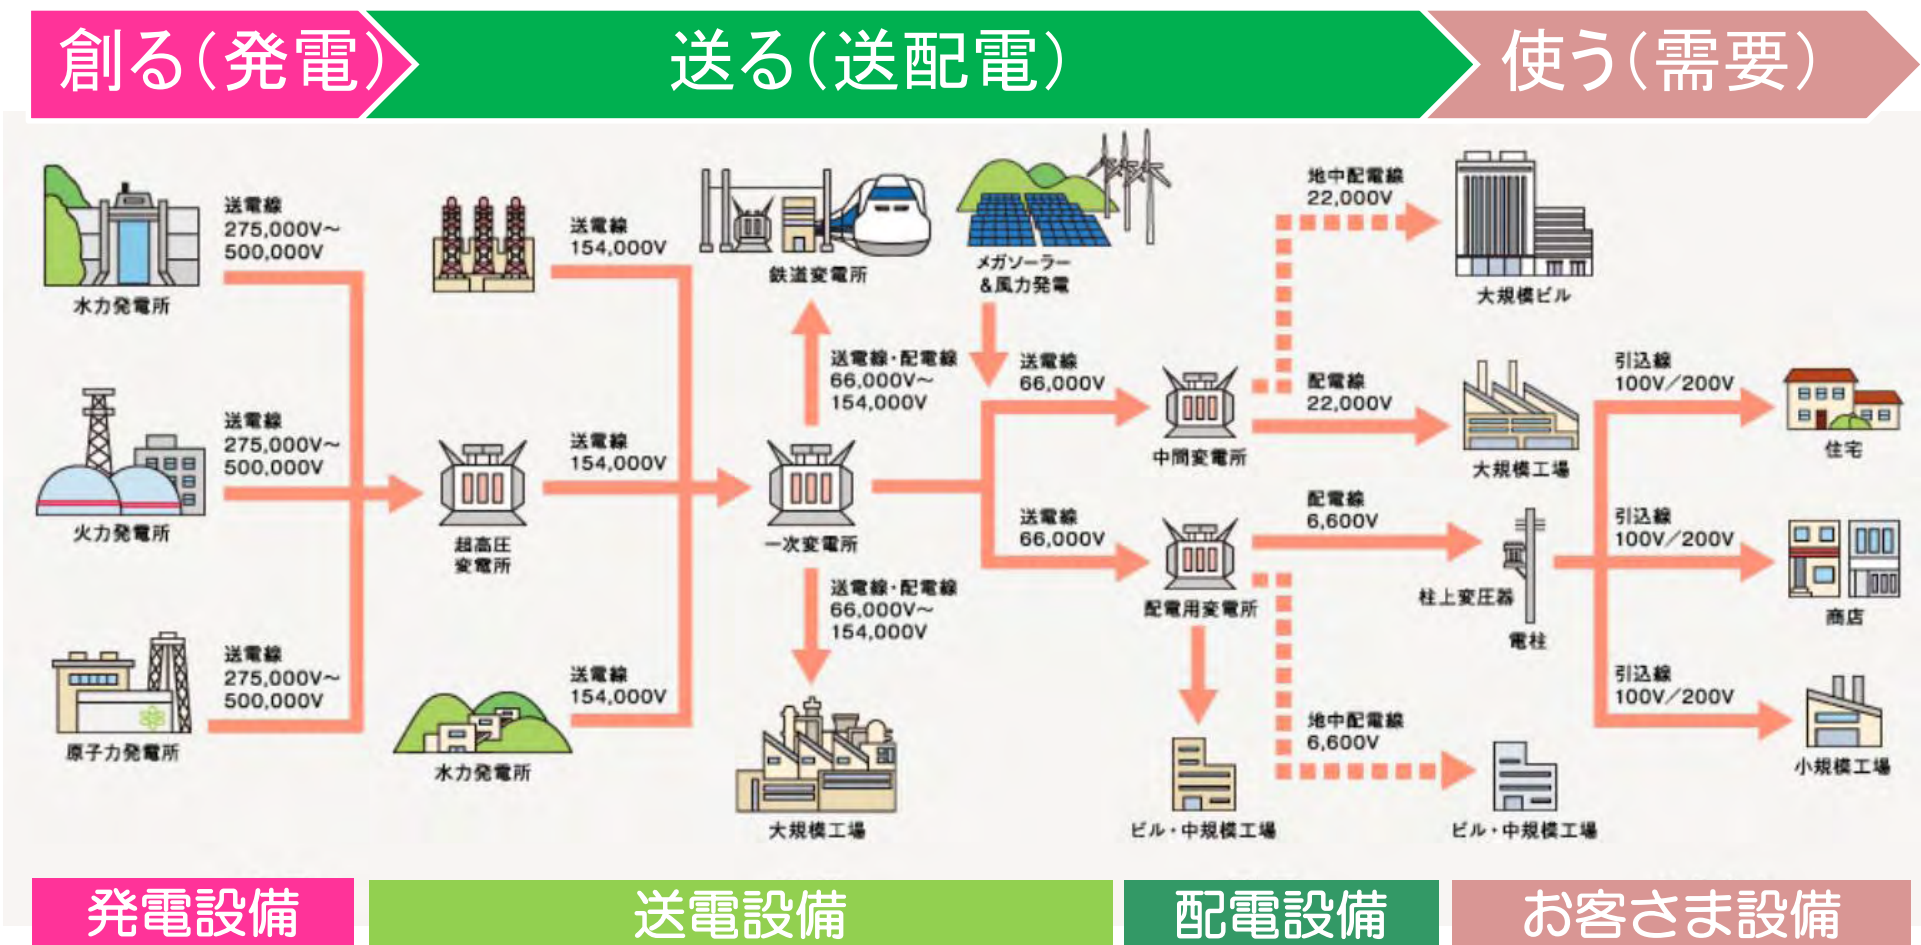 創る(発電)
送る(送配電)
使う(需要)
送電線
275,000V～
500,000V
水力発電所
送電線
275,000V～
500,000V
火力発電所
送電線
275,000V～
500,000V
原子力発電所
送電線
154,000V
超高圧
変電所
送電線
154,000V
送電線
154,000V
水力発電所
鉄道変電所
送電線・配電線
66,000V～
154,000V
一次変電所
送電線・配電線
66,000V～
154,000V
大規模工場
メガソーラー
&風力発電
送電線
66,000V
送電線
66,000V
中間変電所
配電用変電所
ビル・中規模工場
地中配電線
22,000V
大規模ビル
配電線
22,000V
大規模工場
配電線
6,600V
柱上変圧器
電柱
地中配電線
6,600V
ビル・中規模工場
引込線
100V／200V
住宅
引込線
100V／200V
商店
引込線
100V／200V
小規模工場
発電設備
送電設備
配電設備
お客さま設備